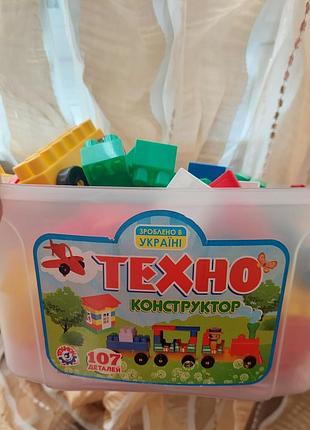 ЗРОБЛЕНО В
УКРАЇНІ
ТЕХНО
КОНСТРУКТОР
107
ДЕТАЛЕЙ